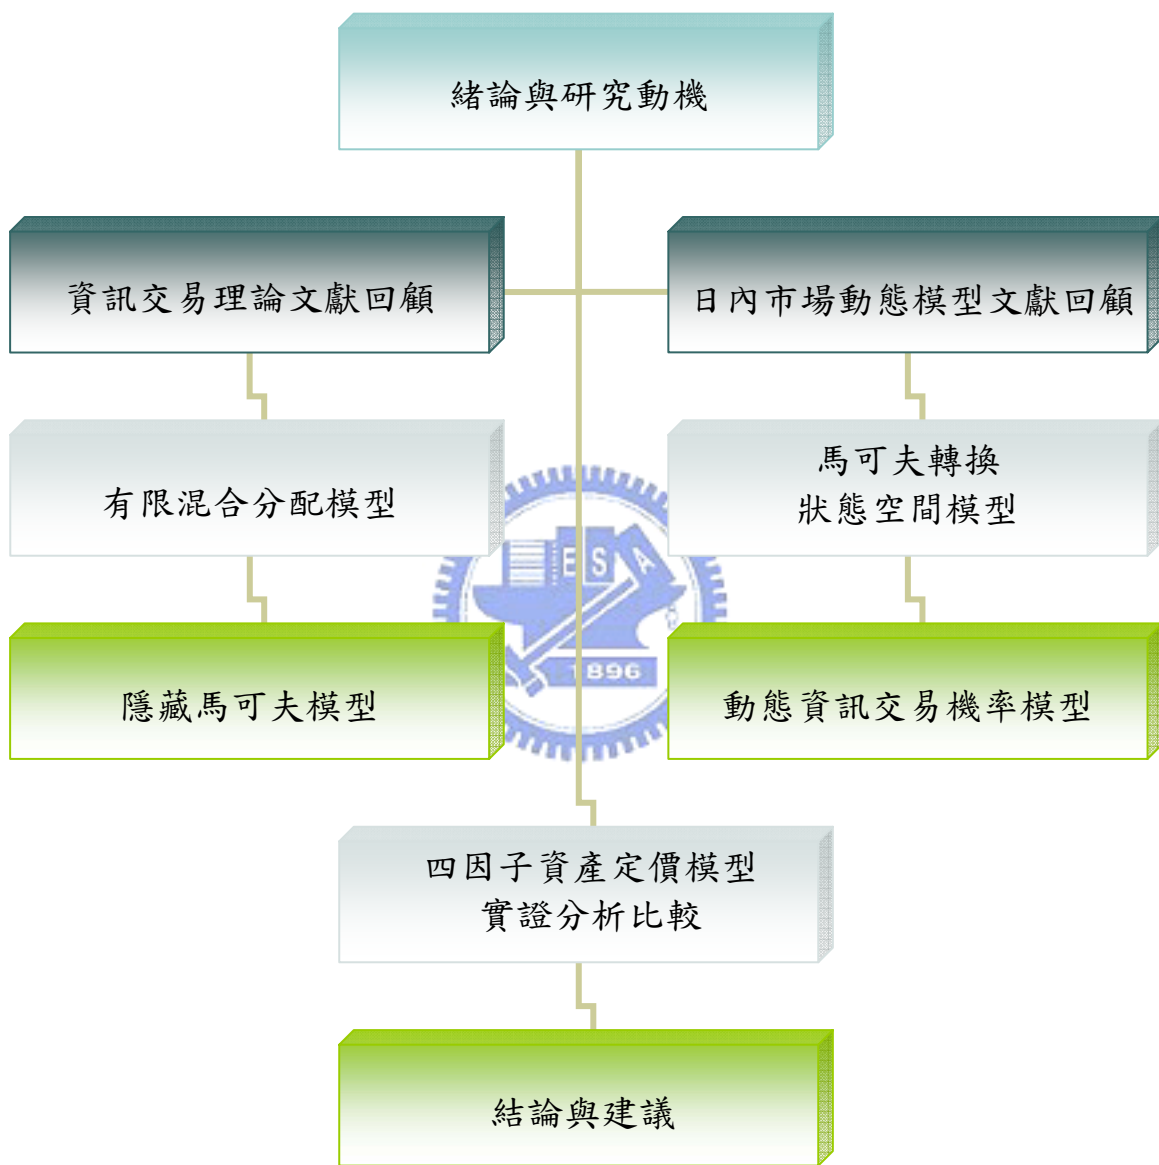 緒論與研究動機
資訊交易理論文獻回顧
日內市場動態模型文獻回顧
有限混合分配模型
馬可夫轉換
狀態空間模型
E S A
1896
隱藏馬可夫模型
動態資訊交易機率模型
四因子資產定價模型
實證分析比較
結論與建議